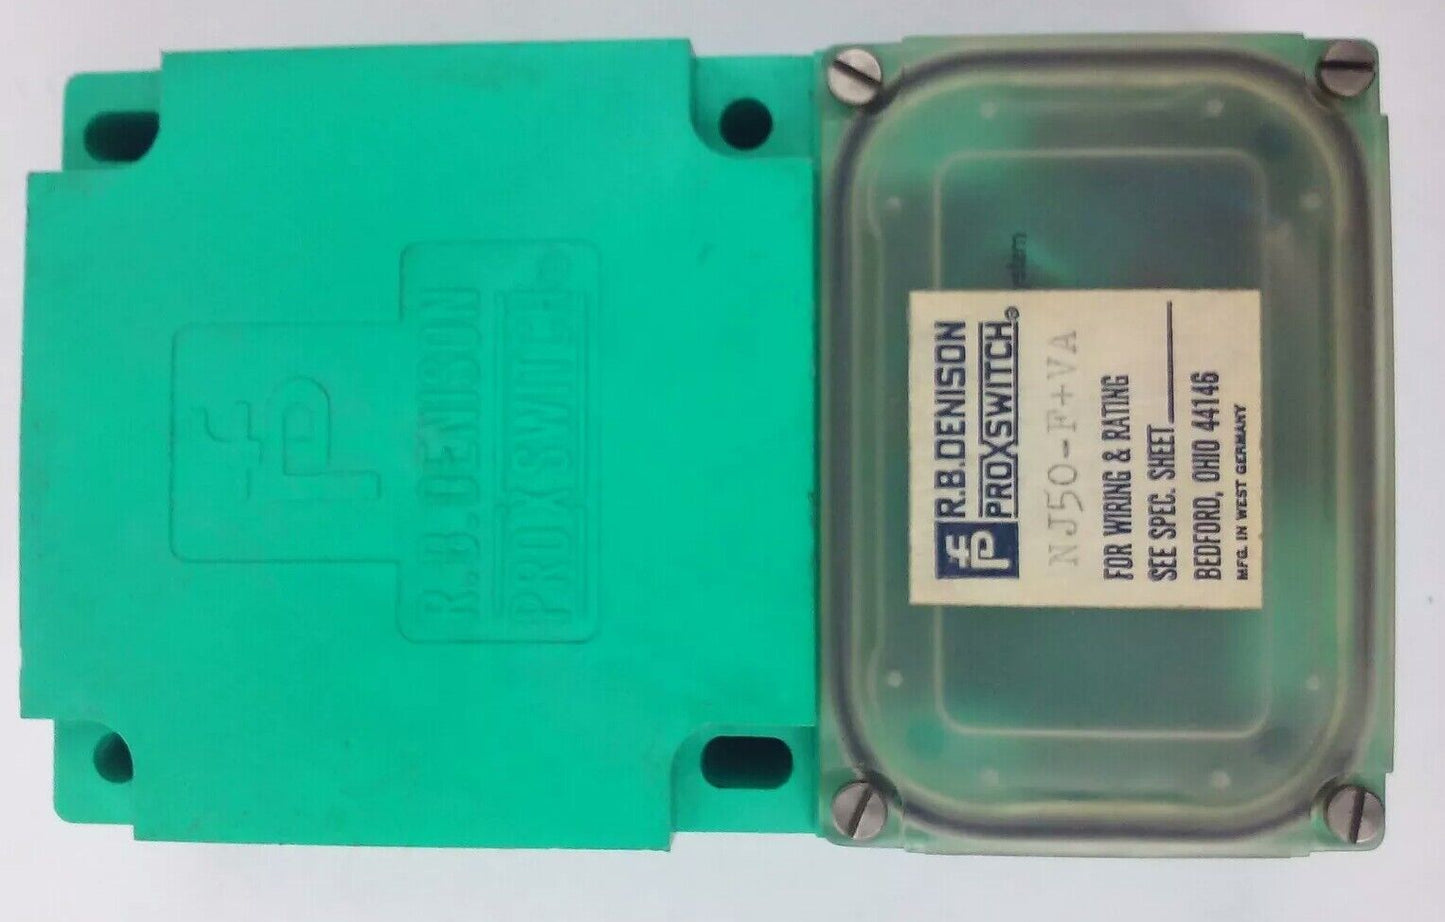 R.B.DENISON
PROXSWITCH®
R.B.DENISON
PROXSWITCH®
NJ50-F+VA
FOR WIRING & RATING
SEE SPEC. SHEET
BEDFORD, OHIO 44146
MFG. IN WEST GERMANY